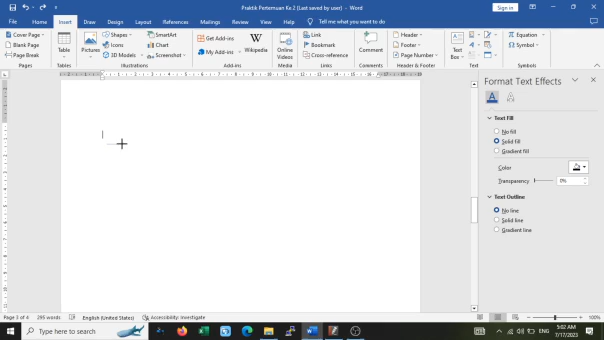 Praktik Pertemuan Ke 2 (Last saved by user) - Word
Sign in
File Home Insert Draw Design Layout References Mailings Review View Help Tell me what you want to do
Cover Page
Blank Page
Page Break
Pages
Table
Tables
Pictures
Shapes
Icons
3D Models
SmartArt
Chart
Screenshot
Illustrations
Get Add-ins
My Add-ins
Wikipedia
Add-ins
Online Videos
Media
Link
Bookmark
Cross-reference
Links
Comment
Comments
Header
Footer
Page Number
Header & Footer
Text Box
Text
Equation
Symbol
Symbols
Format Text Effects
Text Fill
No fill
Solid fill
Gradient fill
Color
Transparency
0%
Text Outline
No line
Solid line
Gradient line
Page 3 of 4 295 words English (United States) Accessibility: Investigate
100%
Type here to search
ENG
5:02 AM
7/17/2023